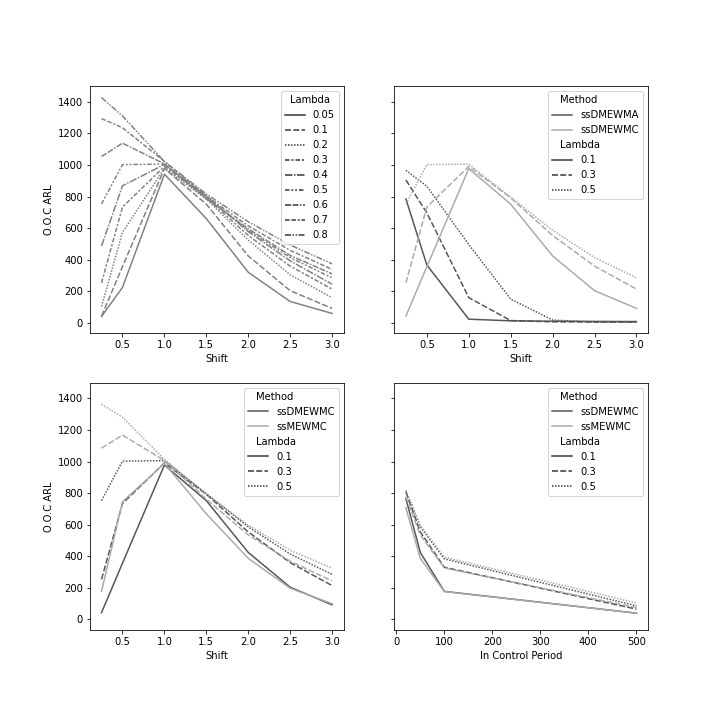 1400
1200
1000
800
600
400
200
0
O.O.C ARL
0.5 1.0 1.5 2.0 2.5 3.0
Shift
Lambda
0.05
0.1
0.2
0.3
0.4
0.5
0.6
0.7
0.8
Method
ssDMEWMA
ssDMEWMC
Lambda
0.1
0.3
0.5
0.5 1.0 1.5 2.0 2.5 3.0
Shift
1400
1200
1000
800
600
400
200
0
O.O.C ARL
Method
ssDMEWMC
ssMEWMC
Lambda
0.1
0.3
0.5
0.5 1.0 1.5 2.0 2.5 3.0
Shift
Method
ssDMEWMC
ssMEWMC
Lambda
0.1
0.3
0.5
0 100 200 300 400 500
In Control Period